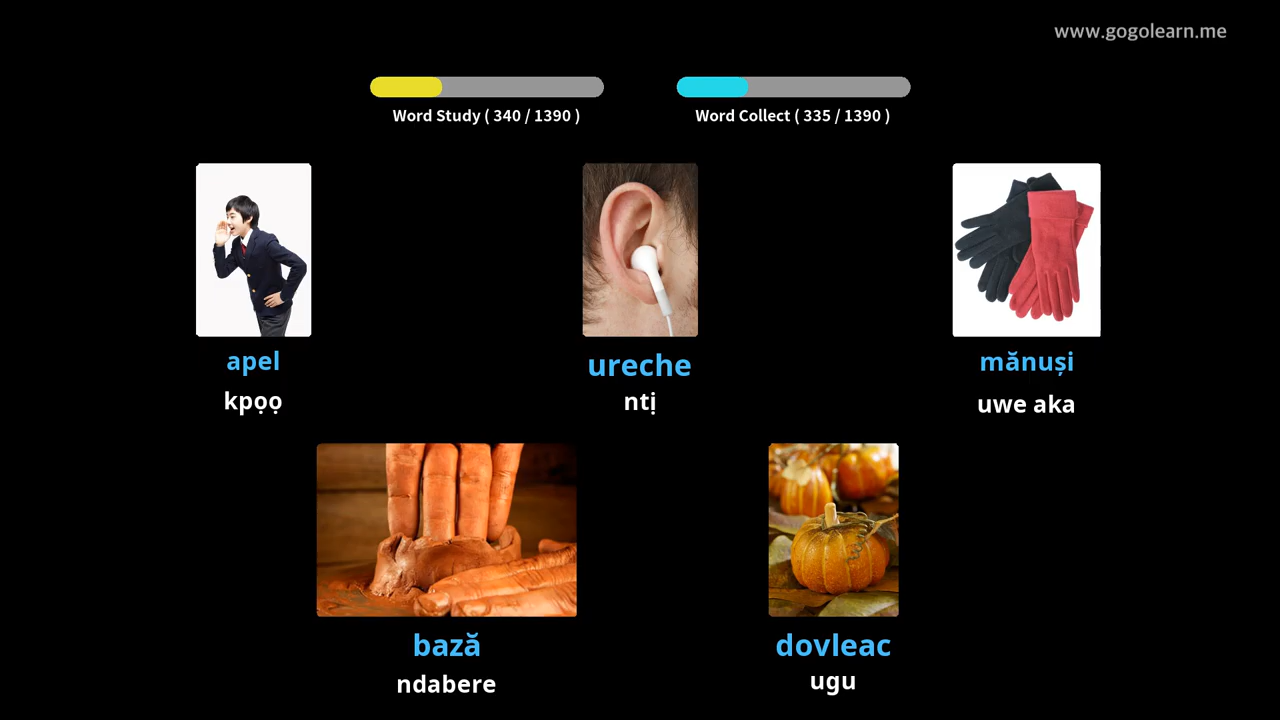 www.gogolearn.me
Word Study ( 340 / 1390 )
Word Collect ( 335 / 1390 )
apel
kpọọ
ureche
ntị
mănuși
uwe aka
bază
ndabere
dovleac
ugu